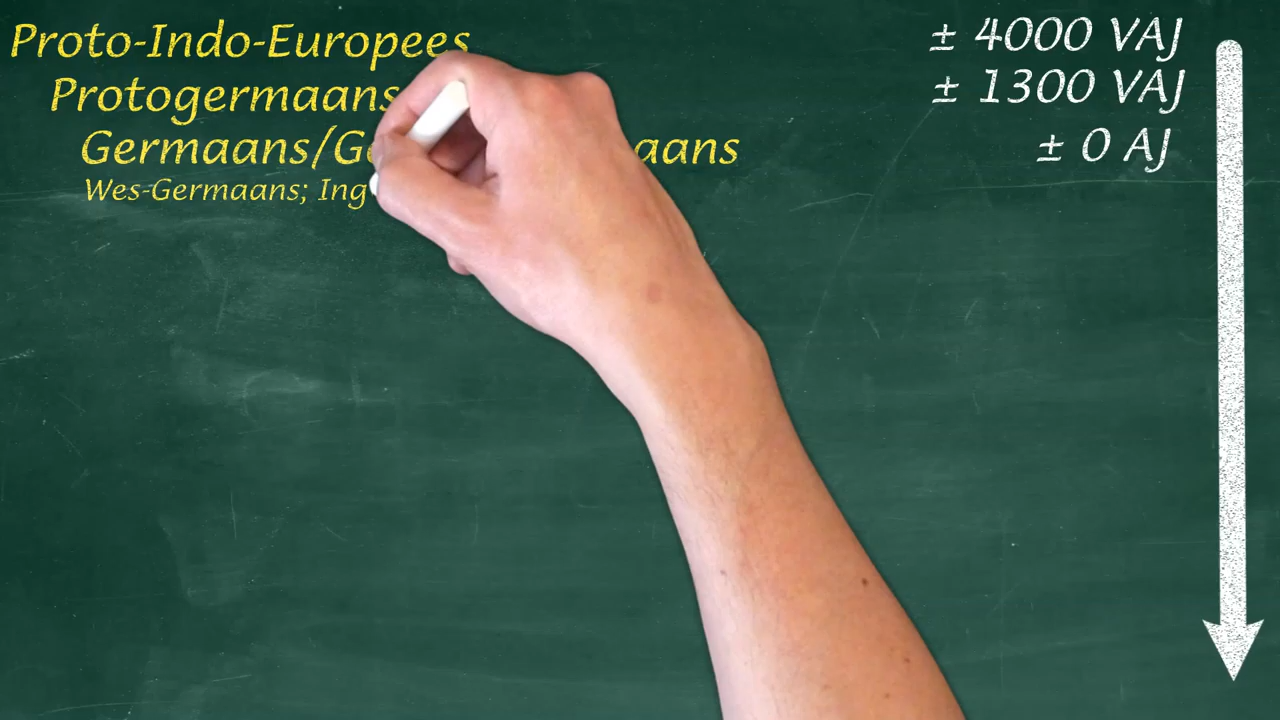 Proto-Indo-Europees
± 4000 VAJ
Protogermaans
± 1300 VAJ
Germaans/Ge aans
± 0 AJ
Wes-Germaans; Ing